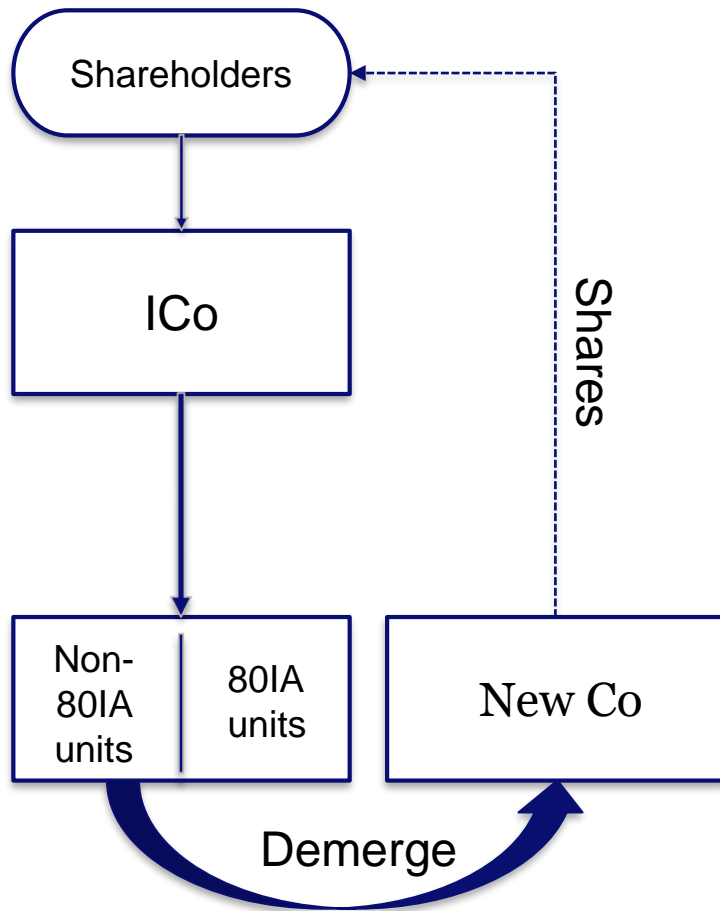 Shareholders
ICo
Shares
Non-
80IA
units
80IA
units
New Co
Demerge